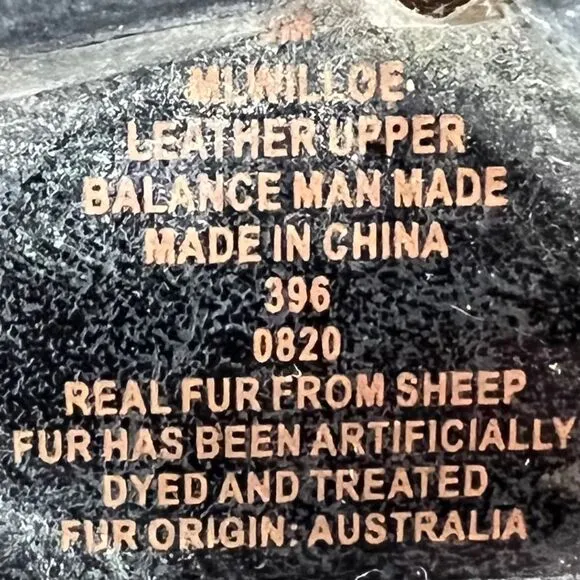 LEATHER UPPER
BALANCE MAN MADE
MADE IN CHINA
396
0820
REAL FUR FROM SHEEP
FUR HAS BEEN ARTIFICIALLY
DYED AND TREATED
FUR ORIGIN: AUSTRALIA